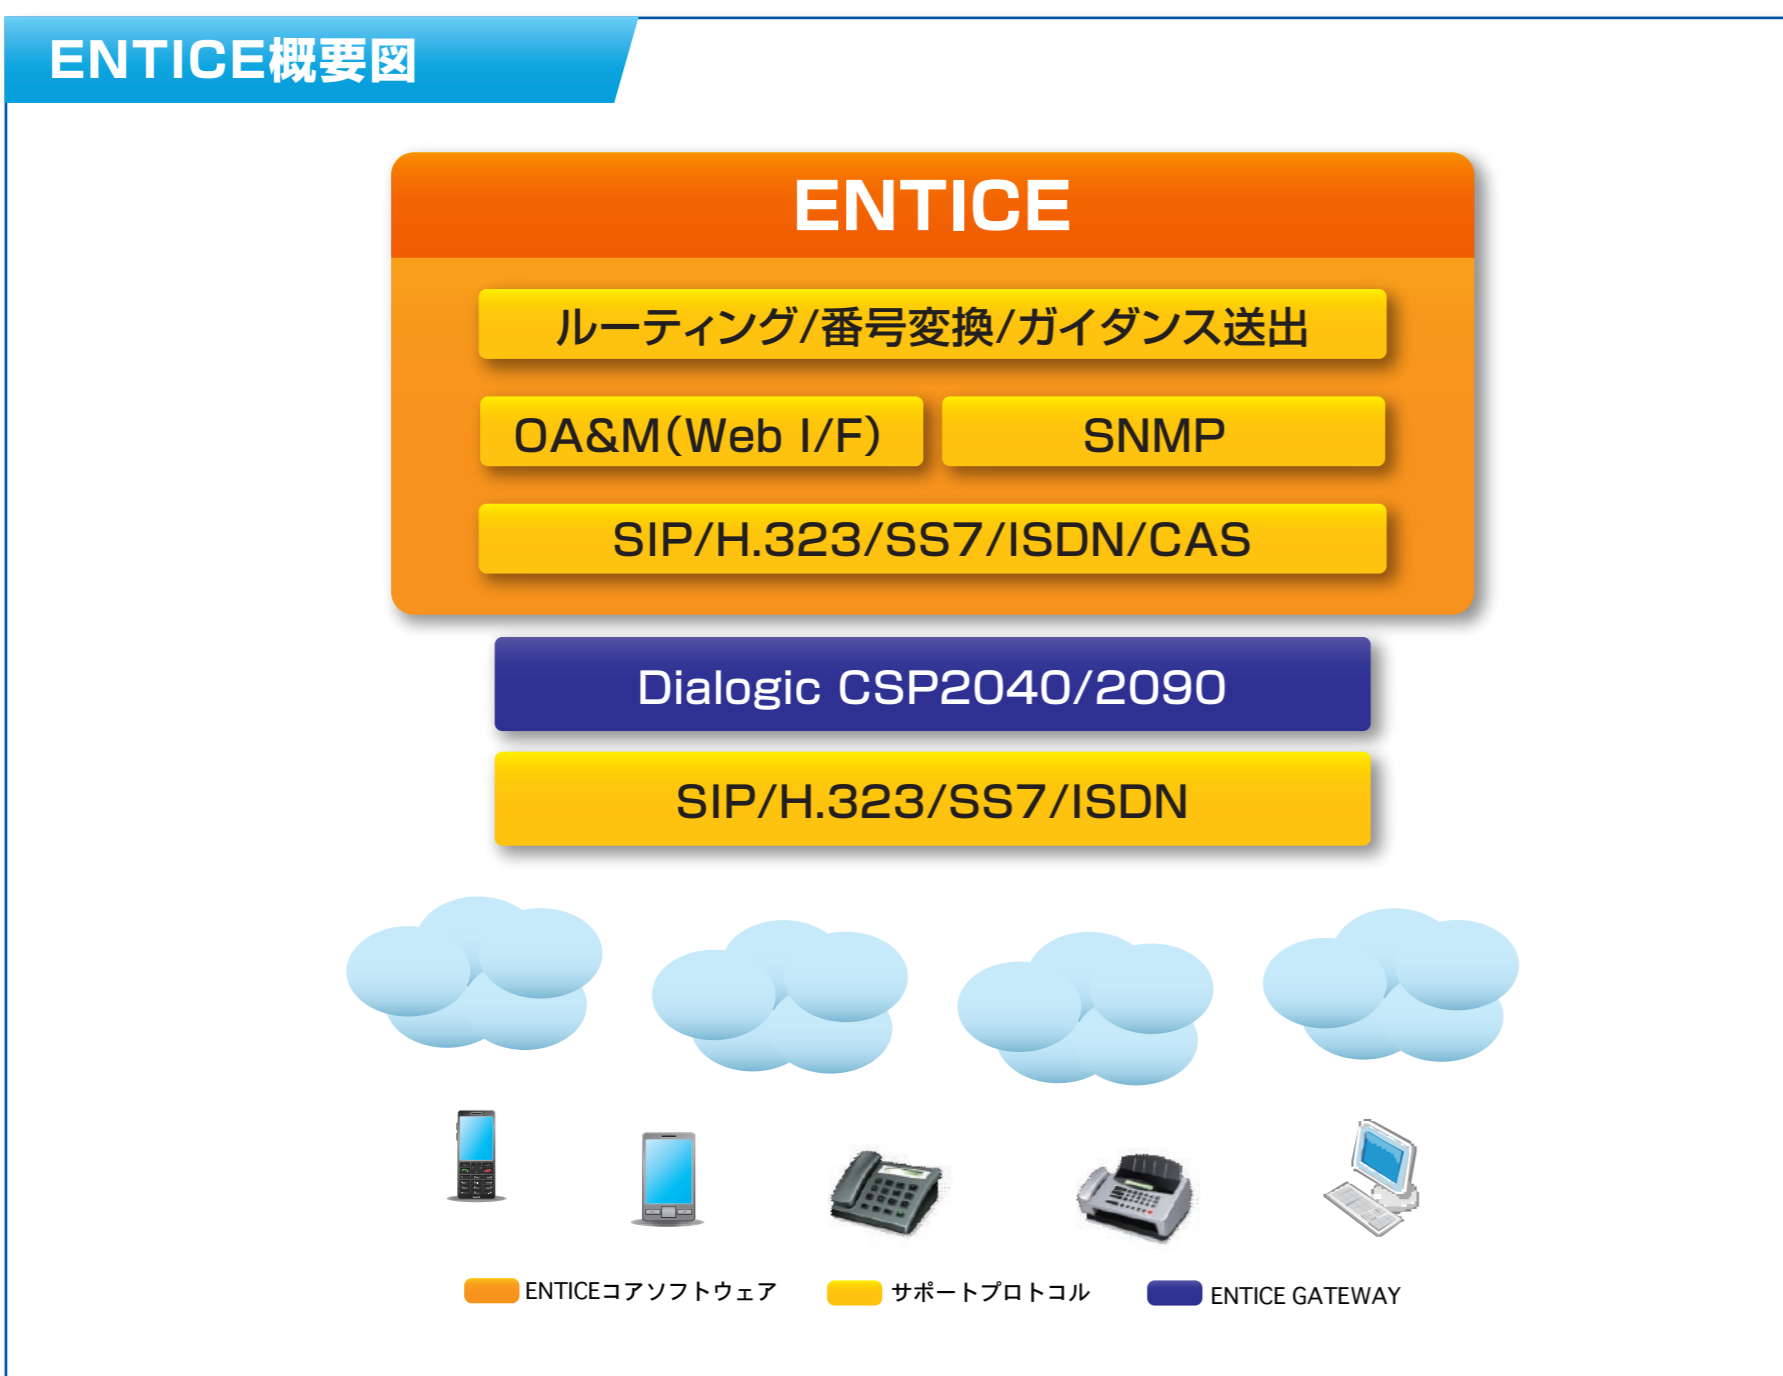 ENTICE概要図
ENTICE
ルーティング/番号変換/ガイダンス送出
OA&M(Web I/F)
SNMP
SIP/H.323/SS7/ISDN/CAS
Dialogic CSP2040/2090
SIP/H.323/SS7/ISDN
ENTICEコアソフトウェア
サポートプロトコル
ENTICE GATEWAY